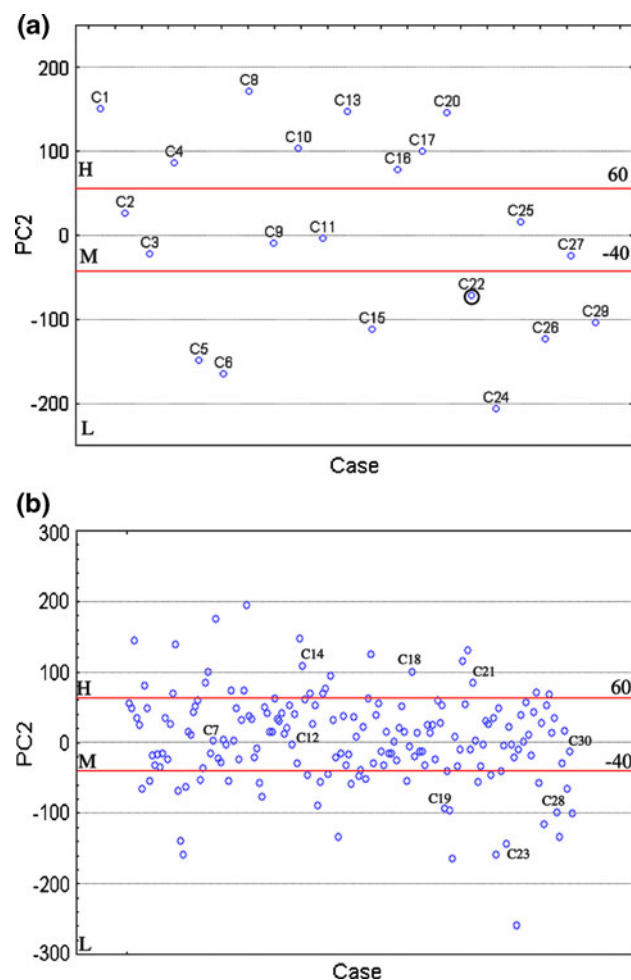 (a)
200
100
0
-100
-200
PC2
H
M
L
60
-40
C1
C2
C3
C4
C5
C6
C8
C9
C10
C11
C13
C15
C16
C17
C20
C22
C24
C25
C26
C27
C29
Case
(b)
300
200
100
0
-100
-200
-300
PC2
H
M
L
60
-40
C7
C12
C14
C18
C19
C21
C23
C28
C30
Case